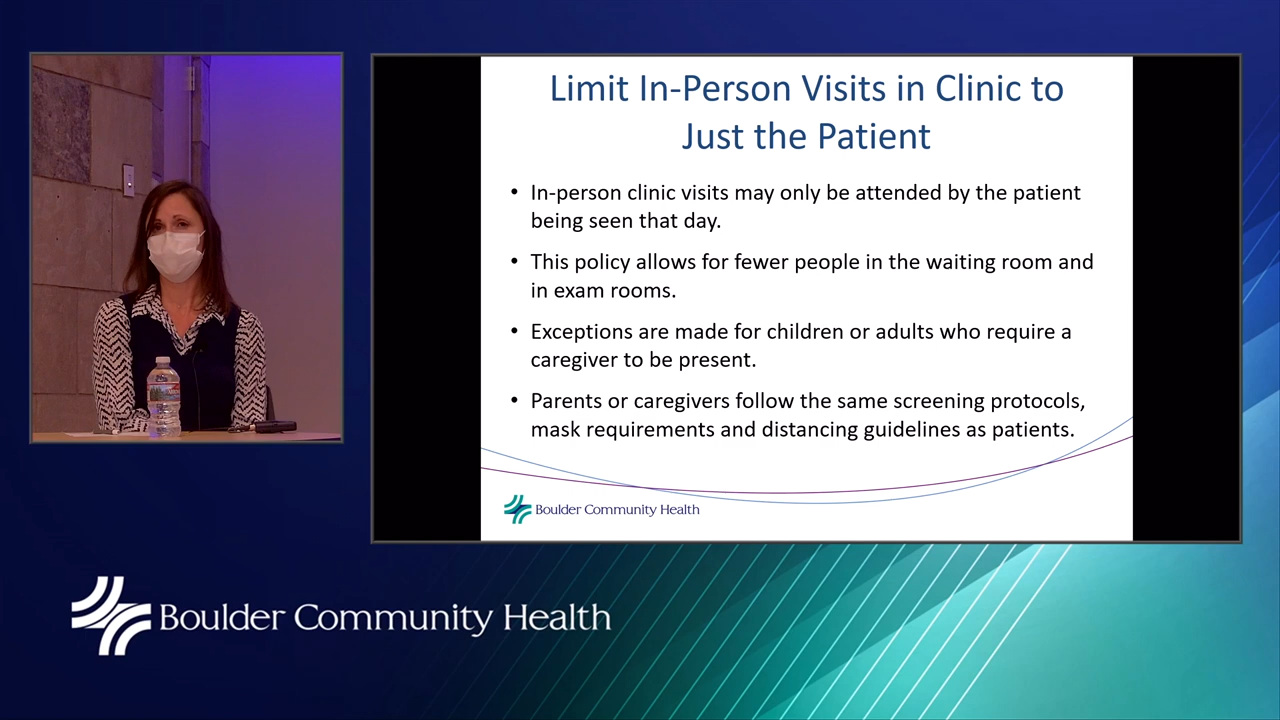 Limit In-Person Visits in Clinic to
Just the Patient
• In-person clinic visits may only be attended by the patient
being seen that day.
• This policy allows for fewer people in the waiting room and
in exam rooms.
• Exceptions are made for children or adults who require a
caregiver to be present.
• Parents or caregivers follow the same screening protocols,
mask requirements and distancing guidelines as patients.
Boulder Community Health
Boulder Community Health